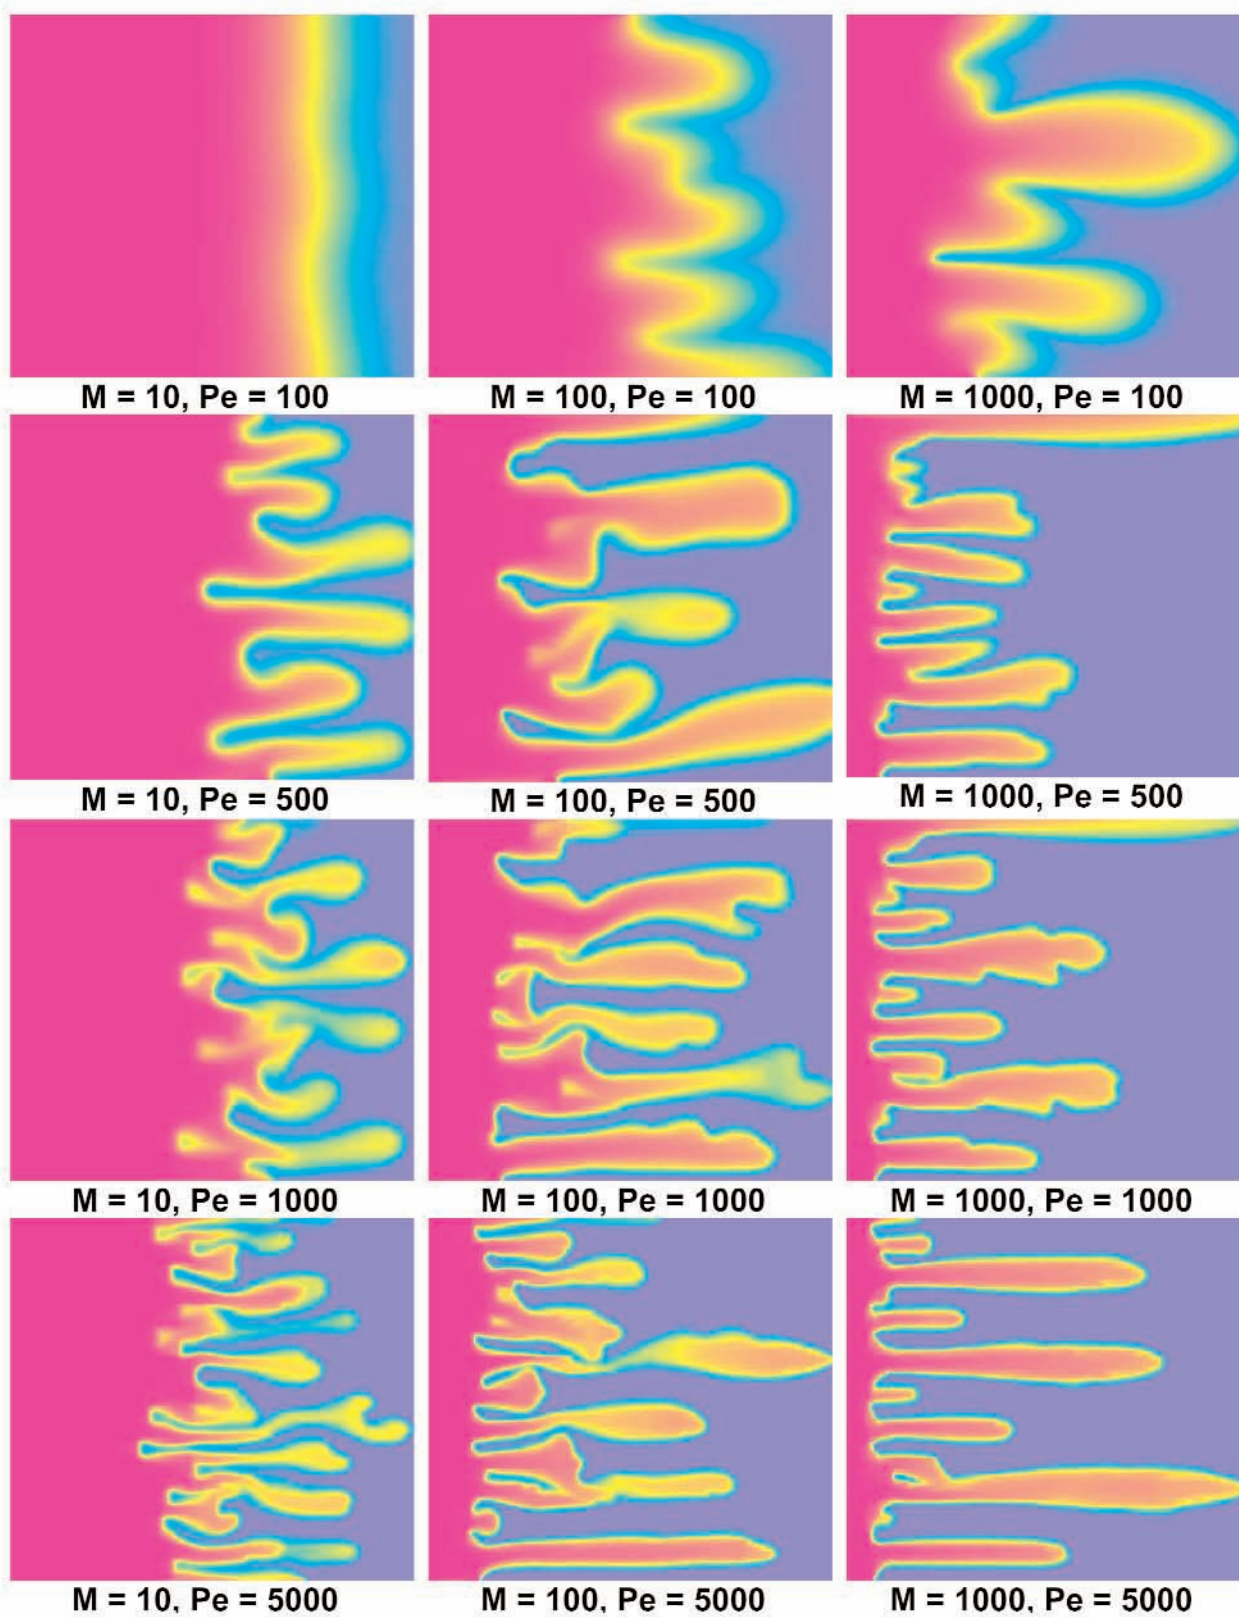 M = 10, Pe = 100
M = 100, Pe = 100
M = 1000, Pe = 100
M = 10, Pe = 500
M = 100, Pe = 500
M = 1000, Pe = 500
M = 10, Pe = 1000
M = 100, Pe = 1000
M = 1000, Pe = 1000
M = 10, Pe = 5000
M = 100, Pe = 5000
M = 1000, Pe = 5000